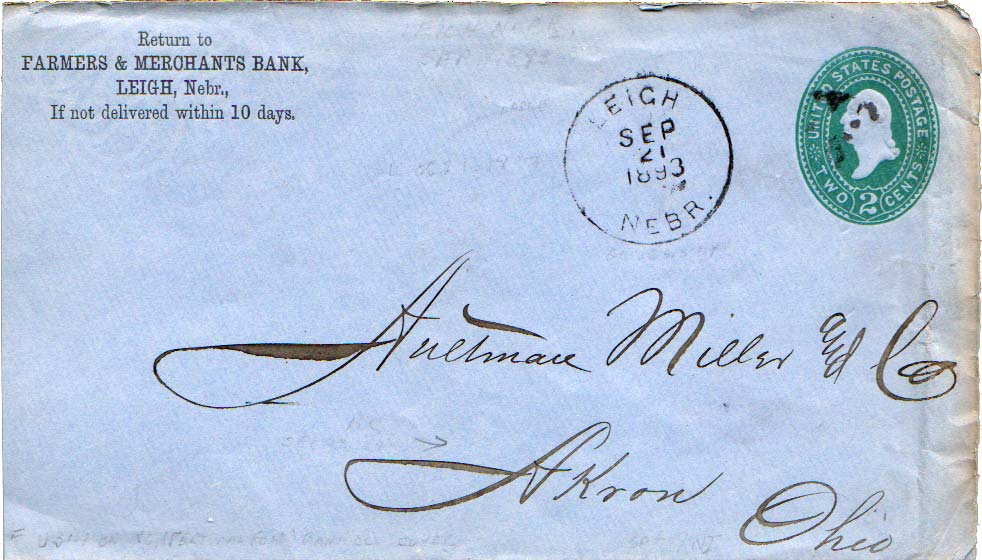 Return to
FARMERS & MERCHANTS BANK,
LEIGH, Nebr.,
If not delivered within 10 days.
LEIGH
SEP
21
1893
NEBR.
UNITED STATES POSTAGE
TWO 2 CENTS
Aultman Miller and Co
Akron
Ohio